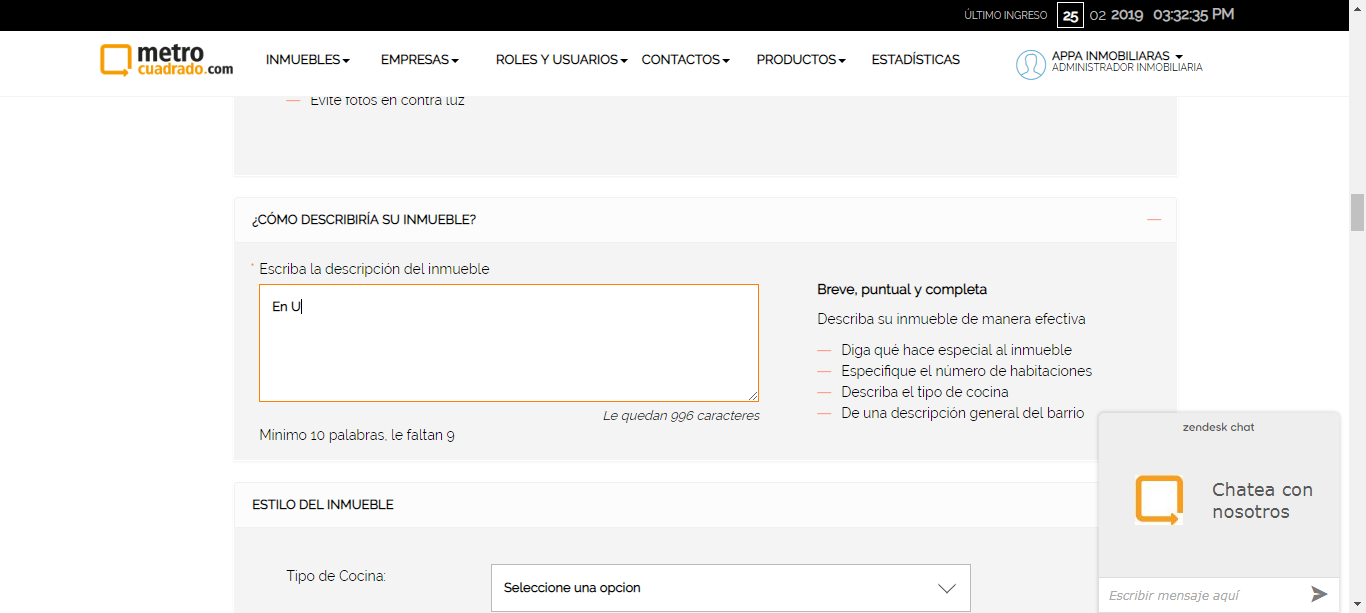 ÚLTIMO INGRESO 25 02 2019 03:32:35 PM
metro
cuadrado.com
INMUEBLES EMPRESAS ROLES Y USUARIOS CONTACTOS PRODUCTOS ESTADÍSTICAS
APPA INMOBILIARAS
ADMINISTRADOR INMOBILIARIA
— Evite fotos en contra luz
¿CÓMO DESCRIBIRÍA SU INMUEBLE?
* Escriba la descripción del inmueble
En U
Le quedan 996 caracteres
Mínimo 10 palabras, le faltan 9
Breve, puntual y completa
Describa su inmueble de manera efectiva
— Diga qué hace especial al inmueble
— Especifique el número de habitaciones
— Describa el tipo de cocina
— De una descripción general del barrio
ESTILO DEL INMUEBLE
Tipo de Cocina:
Seleccione una opcion
zendesk chat
Chatea con
nosotros
Escribir mensaje aquí